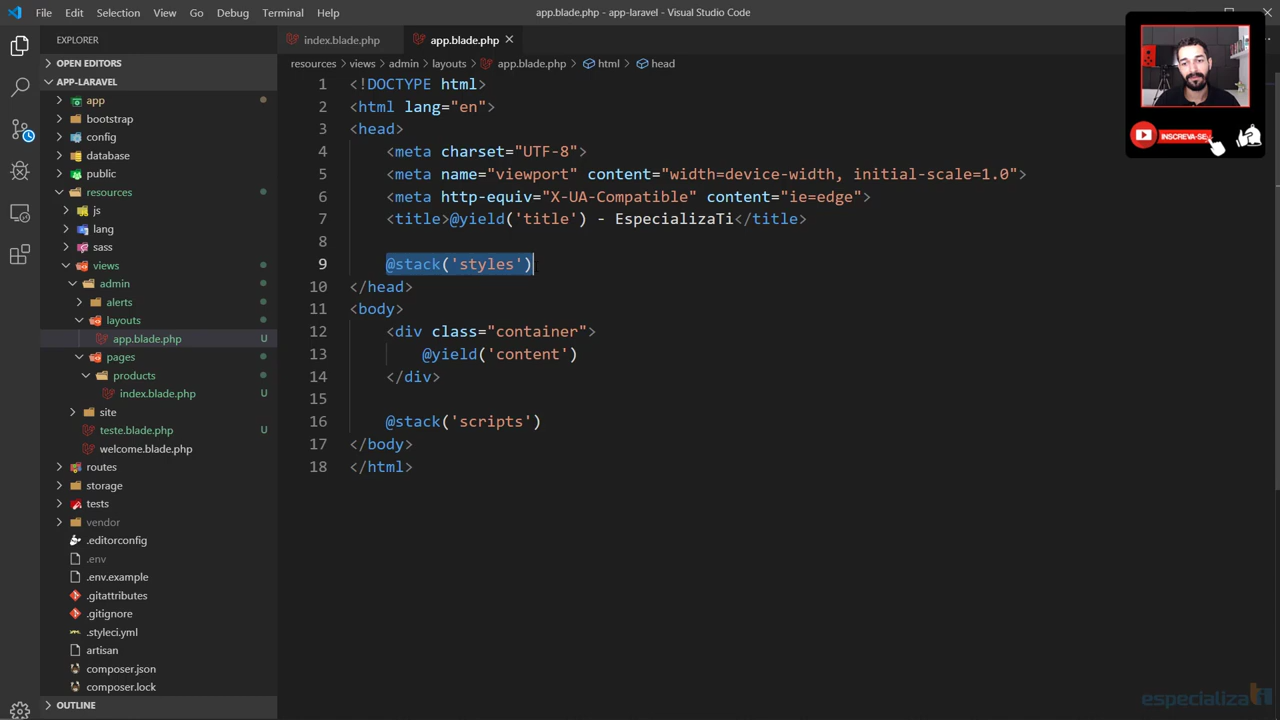 File Edit Selection View Go Debug Terminal Help
app.blade.php - app-laravel - Visual Studio Code
EXPLORER
OPEN EDITORS
APP-LARAVEL
app
bootstrap
config
database
public
resources
js
lang
sass
views
admin
alerts
layouts
app.blade.php U
pages
products
index.blade.php U
site
teste.blade.php U
welcome.blade.php
routes
storage
tests
vendor
.editorconfig
.env
.env.example
.gitattributes
.gitignore
.styleci.yml
artisan
composer.json
composer.lock
OUTLINE
index.blade.php
app.blade.php
resources > views > admin > layouts > app.blade.php > html > head
1 <!DOCTYPE html>
2 <html lang="en">
3 <head>
4 <meta charset="UTF-8">
5 <meta name="viewport" content="width=device-width, initial-scale=1.0">
6 <meta http-equiv="X-UA-Compatible" content="ie=edge">
7 <title>@yield('title') - EspecializaTi</title>
8
9 @stack('styles')
10 </head>
11 <body>
12 <div class="container">
13 @yield('content')
14 </div>
15
16 @stack('scripts')
17 </body>
18 </html>
INSCREVA-SE
especializati